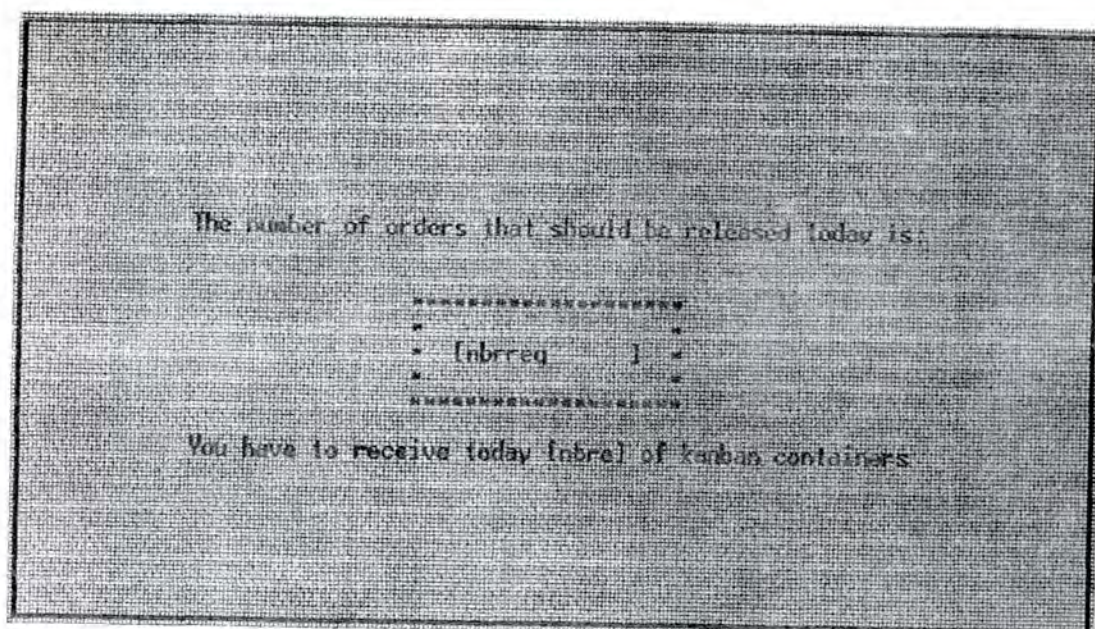 The number of orders that should be released today is:
[nbrreq ]
You have to receive today [nbre] of kanban containers